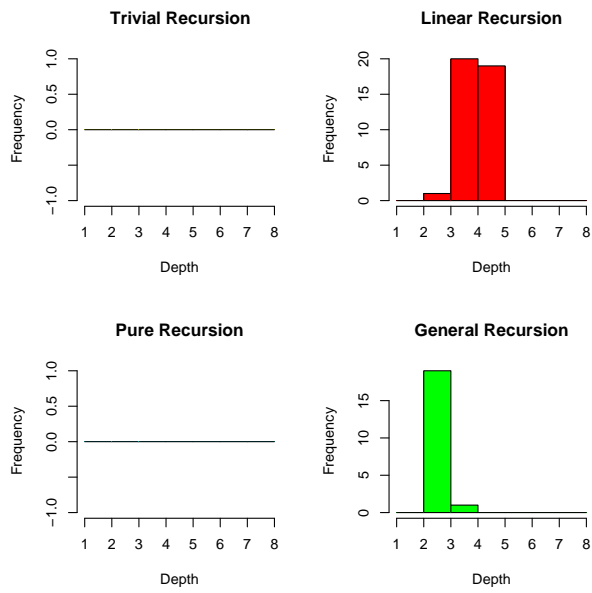 Trivial Recursion
Frequency
1.0
0.5
0.0
−1.0
1 2 3 4 5 6 7 8
Depth
Linear Recursion
Frequency
20
15
10
5
0
1 2 3 4 5 6 7 8
Depth
Pure Recursion
Frequency
1.0
0.5
0.0
−1.0
1 2 3 4 5 6 7 8
Depth
General Recursion
Frequency
15
10
5
0
1 2 3 4 5 6 7 8
Depth